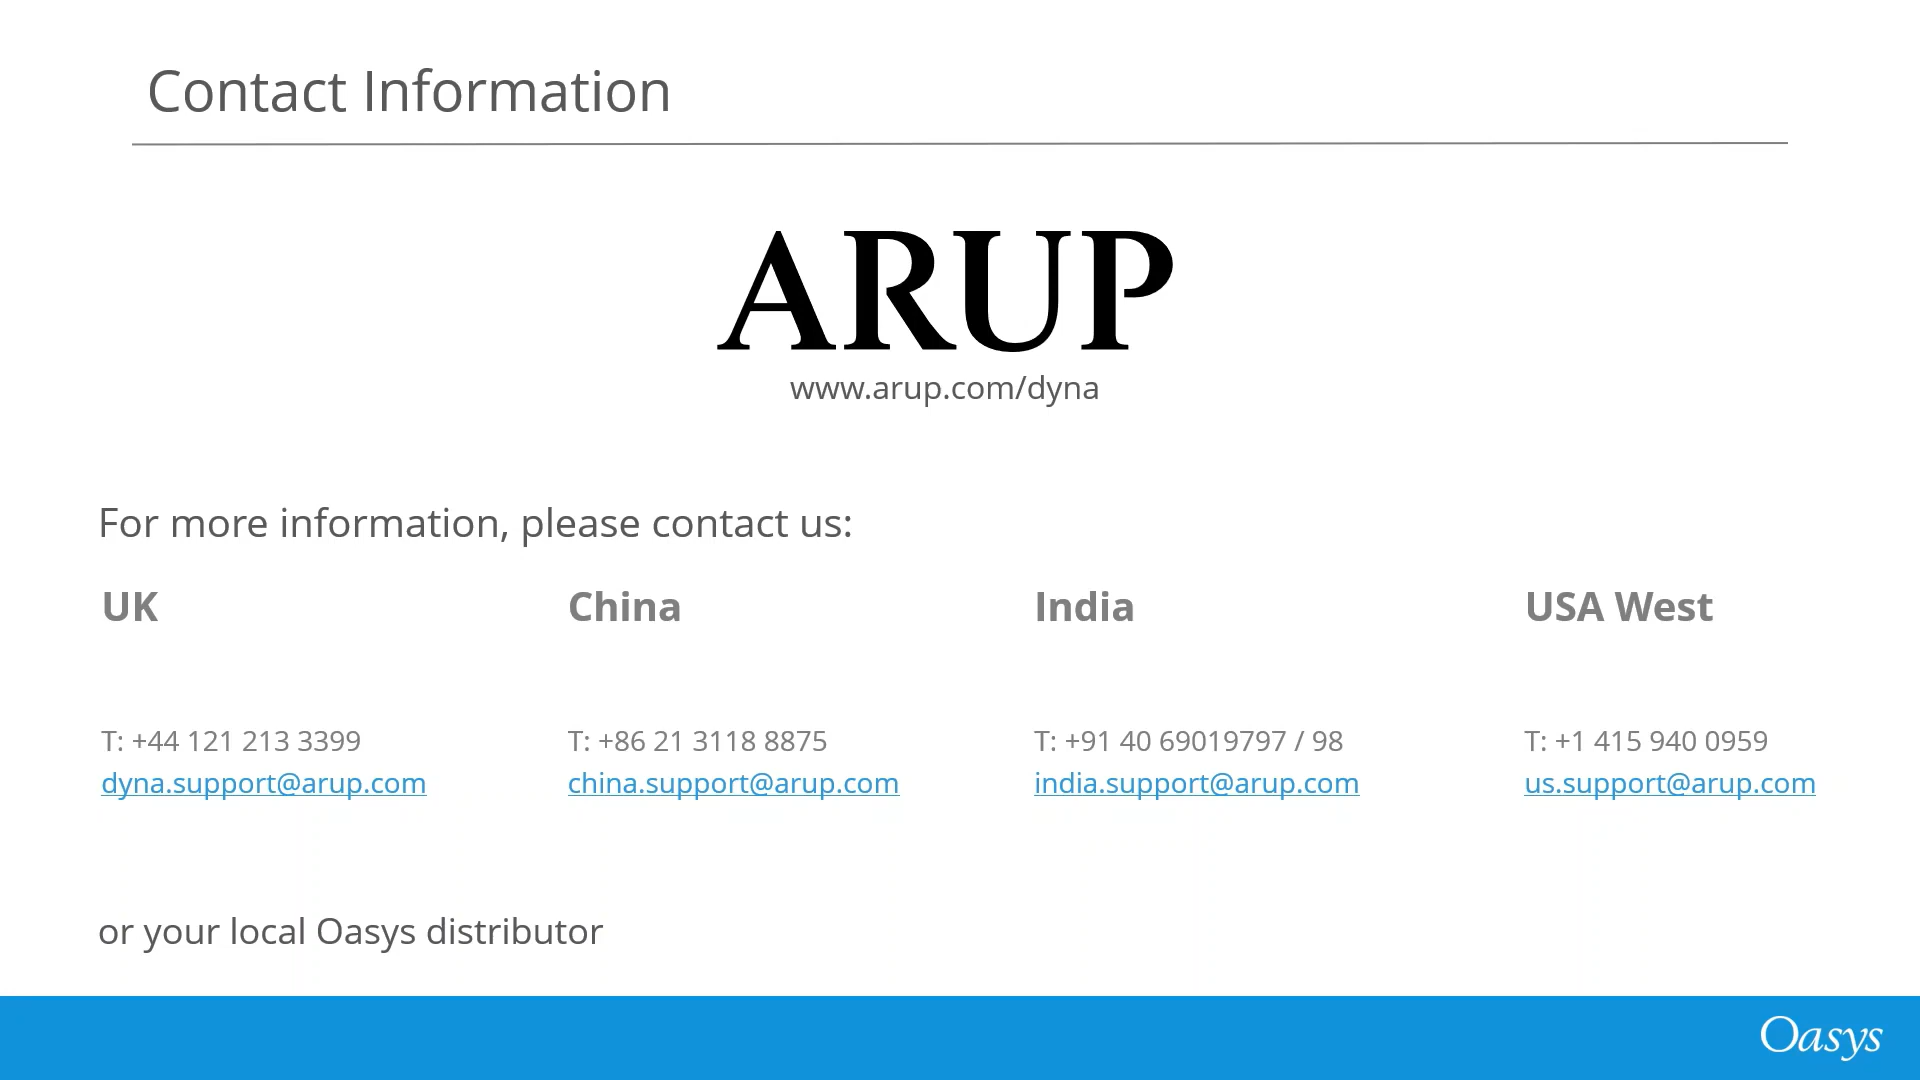 Contact Information
ARUP
www.arup.com/dyna
For more information, please contact us:
UK
T: +44 121 213 3399
dyna.support@arup.com
China
T: +86 21 3118 8875
china.support@arup.com
India
T: +91 40 69019797 / 98
india.support@arup.com
USA West
T: +1 415 940 0959
us.support@arup.com
or your local Oasys distributor
Oasys